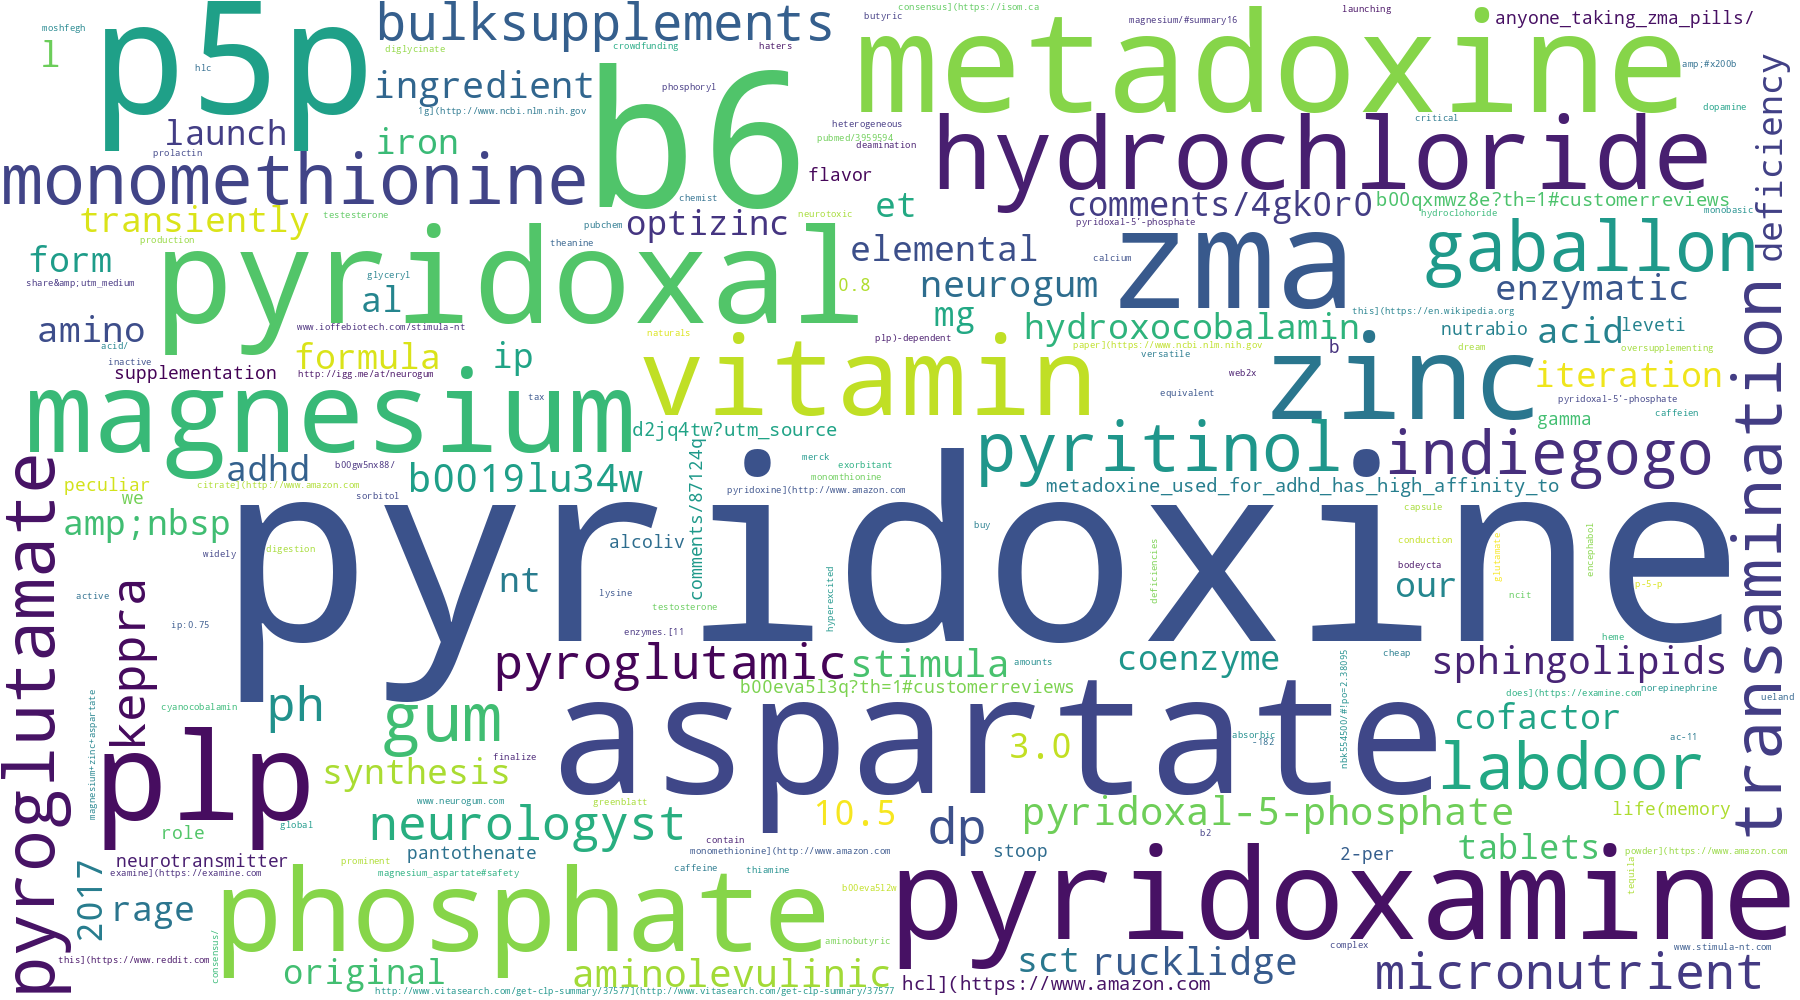 moshfegh
l
p5p
hlc
bulksupplements
diglycinate
crowdfunding
haters
consensus](https://isom.ca
butyric
magnesium/#summary16
launching
anyone_taking_zma_pills/
metadoxine
amp;#x200b
dopamine
ingredient
1g](http://www.ncbi.nlm.nih.gov
b6
phosphoryl
launch
prolactin
iron
heterogeneous
pubmed/3959594
deamination
critical
hydrochloride
deficiency
monomethionine
flavor
chemist
transiently
testesterone
production
pubchem
optizinc
theanine
neurotoxic
et
comments/4gk0r0
b00qxmwz8e?th=1#customerreviews
hydrocloride
monobasic
pyridoxal-5'-phosphate
form
share&amp;utm_medium
pyridoxal
glyceryl
al
0.8
elemental
neurogum
mg
calcium
zma
gaballon
enzymatic
amino
acid/
inactive
www.ioffebiotech.com/stimula-nt
formula
ip
naturals
plp)-dependent
hydroxocobalamin
this](https://en.wikipedia.org
nutrabio
acid
leveti
supplementation
http://igg.me/at/neurogum
vitamin
paper](https://www.ncbi.nlm.nih.gov
versatile
b
dream
oversupplementing
magnesium
tax
web2x
equivalent
zinc
iteration
pyridoxal-5'-phosphate
gamma
caffeien
d2jq4tw?utm_source
pyritinol
indiegogo
transamination
pyroglutamate
adhd
b00gw5nx88/
b0019lu34w
comments/87124q
merck
exorbitant
monomthionine
metadoxine_used_for_adhd_has_high_affinity_to
peculiar
we
citrate](http://www.amazon.com
sorbitol
pyridoxine](http://www.amazon.com
amp;nbsp
pyridoxine
alcoliv
buy
capsule
widely
digestion
conduction
glutamate
encephabol
deficiencies
bodeycta
keppra
nt
lysine
hyperexcited
our
ncit
p-5-p
active
testosterone
ip:0.75
enzymes.[11
heme
pyroglutamic
stimula
amounts
coenzyme
cheap
sphingolipids
b00eva5l3q?th=1#customerreviews
nbk554500/#!po=2.38095
does](https://examine.com
norepinephrine
ueland
magnesium+zinc+aspartate
cyanocobalamin
ph
gum
aspartate
cofactor
plp
finalize
absorbic
-182
ac-11
synthesis
3.0
labdoor
www.neurogum.com
greenblatt
10.5
pyridoxal-5-phosphate
life(memory
role
global
neurologyst
contain
dp
b2
neurotransmitter
prominent
pantothenate
monomethionine](http://www.amazon.com
stoop
2-per
tablets
powder](https://www.amazon.com
examine](https://examine.com
magnesium_aspartate#safety
caffeine
thiamine
b00eva5l2w
tequila
2017
rage
phosphate
pyridoxamine
aminobutyric
consensus/
this](https://www.reddit.com
complex
www.stimula-nt.com
original
aminolevulinic
sct
rucklidge
micronutrient
http://www.vitasearch.com/get-clp-summary/37577](http://www.vitasearch.com/get-clp-summary/37577
hcl](https://www.amazon.com